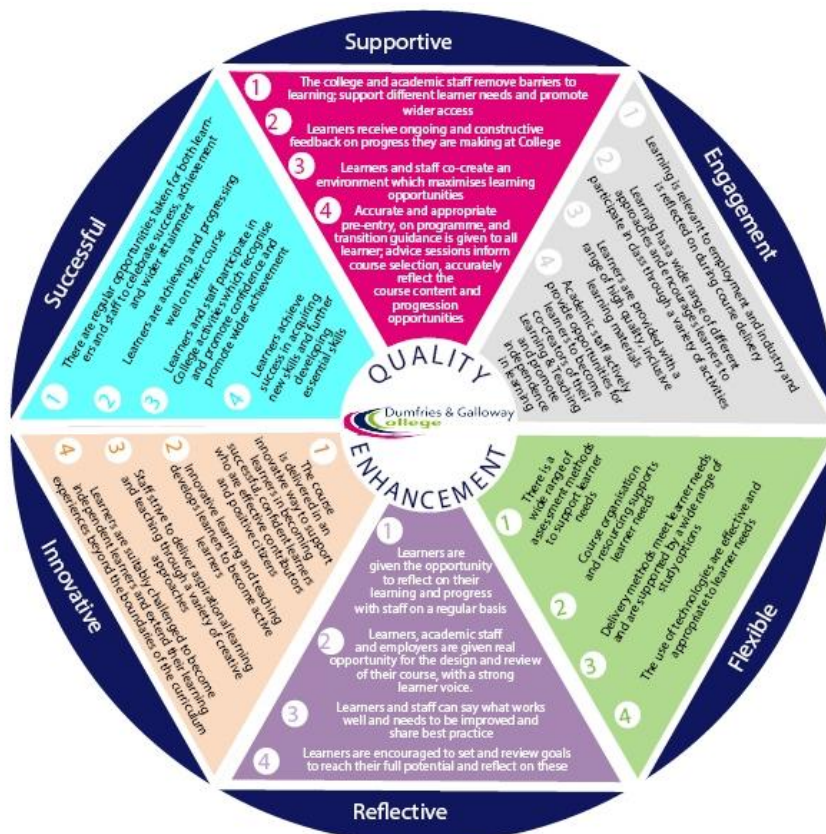 Supportive
1
The college and academic staff remove barriers to
learning; support different learner needs and promote
wider access
2
Learners receive ongoing and constructive
feedback on progress they are making at College
3
Learners and staff co-create an
environment which maximises learning
opportunities
4
Accurate and appropriate
pre-entry, on programme, and
transition guidance is given to all
learner; advice sessions inform
course selection, accurately
reflect the
course content and
progression
opportunities
Engagement
1
Learning is relevant to employment and industry and
is reflected on during course delivery
2
Learning has a wide range of different
approaches and encourages learners to
participate in class through a variety of activities
3
Learners are provided with a
range of high quality, inclusive
learning materials
4
Academic staff actively
provide opportunities for
learners to become
co-creators of their
Learning & Teaching
and promote
independence
in learning
Flexible
1
There is a
wide range of
assessment methods
to support learner
needs
2
Course organisation
and resourcing supports
learner needs
3
Delivery methods meet learner needs
and are supported by a wide range of
study options
4
The use of technologies are effective and
appropriate to learner needs
Reflective
1
Learners are
given the opportunity
to reflect on their
learning and progress
with staff on a regular basis
2
Learners, academic staff
and employers are given real
opportunity for the design and review
of their course, with a strong
learner voice.
3
Learners and staff can say what works
well and needs to be improved and
share best practice
4
Learners are encouraged to set and review goals
to reach their full potential and reflect on these
Innovative
1
The course
is delivered in an
innovative way to support
learners in becoming
successful, confident learners
who are effective contributors
and positive citizens
2
Innovative learning and teaching
develops learners to become active
learners
3
Staff strive to deliver aspirational learning
and teaching through a variety of creative
approaches
4
Learners are suitably challenged to become
independent learners and extend their learning
experiences beyond the boundaries of the curriculum
Successful
1
There are regular opportunities taken for both learn-
ers and staff to celebrate success, achievement
and wider attainment
2
Learners are achieving and progressing
well on their course
3
Learners and staff participate in
College activities which recognise
and promote confidence and
promote wider achievement
4
Learners achieve
success in acquiring
new skills and further
developing
essential skills
QUALITY
Dumfries & Galloway
College
ENHANCEMENT